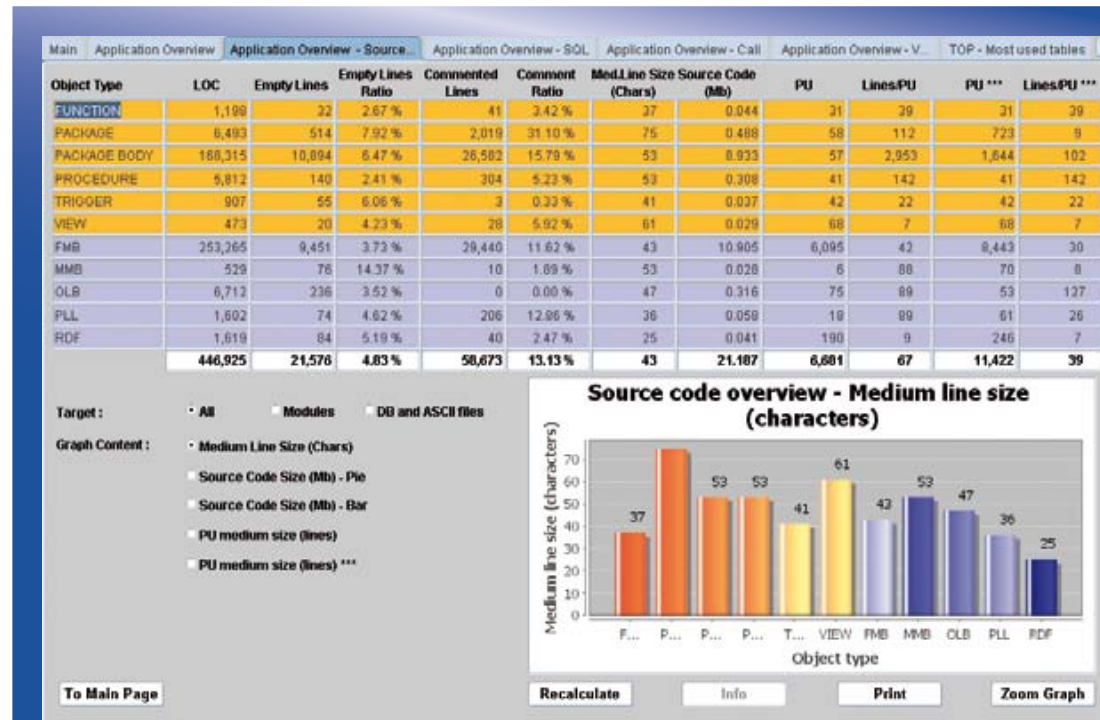 Main Application Overview Application Overview - Source... Application Overview - SQL Application Overview - Call Application Overview - V... TOP - Most used tables
Object Type LOC Empty Lines Empty Lines Ratio Commented Lines Comment Ratio Med.Line Size (Chars) Source Code (Mb) PU Lines/PU PU *** Lines/PU ***
FUNCTION 1,198 32 2.67 % 41 3.42 % 37 0.044 31 39 31 39
PACKAGE 6,493 514 7.92 % 2,019 31.10 % 75 0.488 58 112 723 9
PACKAGE BODY 168,315 10,894 6.47 % 26,582 15.79 % 53 8.933 57 2,953 1,644 102
PROCEDURE 5,812 140 2.41 % 304 5.23 % 53 0.308 41 142 41 142
TRIGGER 907 55 6.06 % 3 0.33 % 41 0.037 42 22 42 22
VIEW 473 20 4.23 % 28 5.92 % 61 0.029 68 7 68 7
FMB 253,265 9,451 3.73 % 29,440 11.62 % 43 10.905 6,095 42 8,443 30
MMB 529 76 14.37 % 10 1.89 % 53 0.028 6 88 70 8
OLB 6,712 236 3.52 % 0 0.00 % 47 0.316 75 89 53 127
PLL 1,602 74 4.62 % 206 12.86 % 36 0.058 18 89 61 26
RDF 1,619 84 5.19 % 40 2.47 % 25 0.041 190 9 246 7
446,925 21,576 4.83 % 58,673 13.13 % 43 21.187 6,681 67 11,422 39
Target : All Modules DB and ASCII files
Graph Content : Medium Line Size (Chars)
Source Code Size (Mb) - Pie
Source Code Size (Mb) - Bar
PU medium size (lines)
PU medium size (lines) ***
Source code overview - Medium line size
(characters)
Medium line size (characters)
70
60
50
40
30
20
10
0
37 53 53 41 61 43 53 47 36 25
F... P... P... P... T... VIEW FMB MMB OLB PLL RDF
Object type
To Main Page Recalculate Info Print Zoom Graph